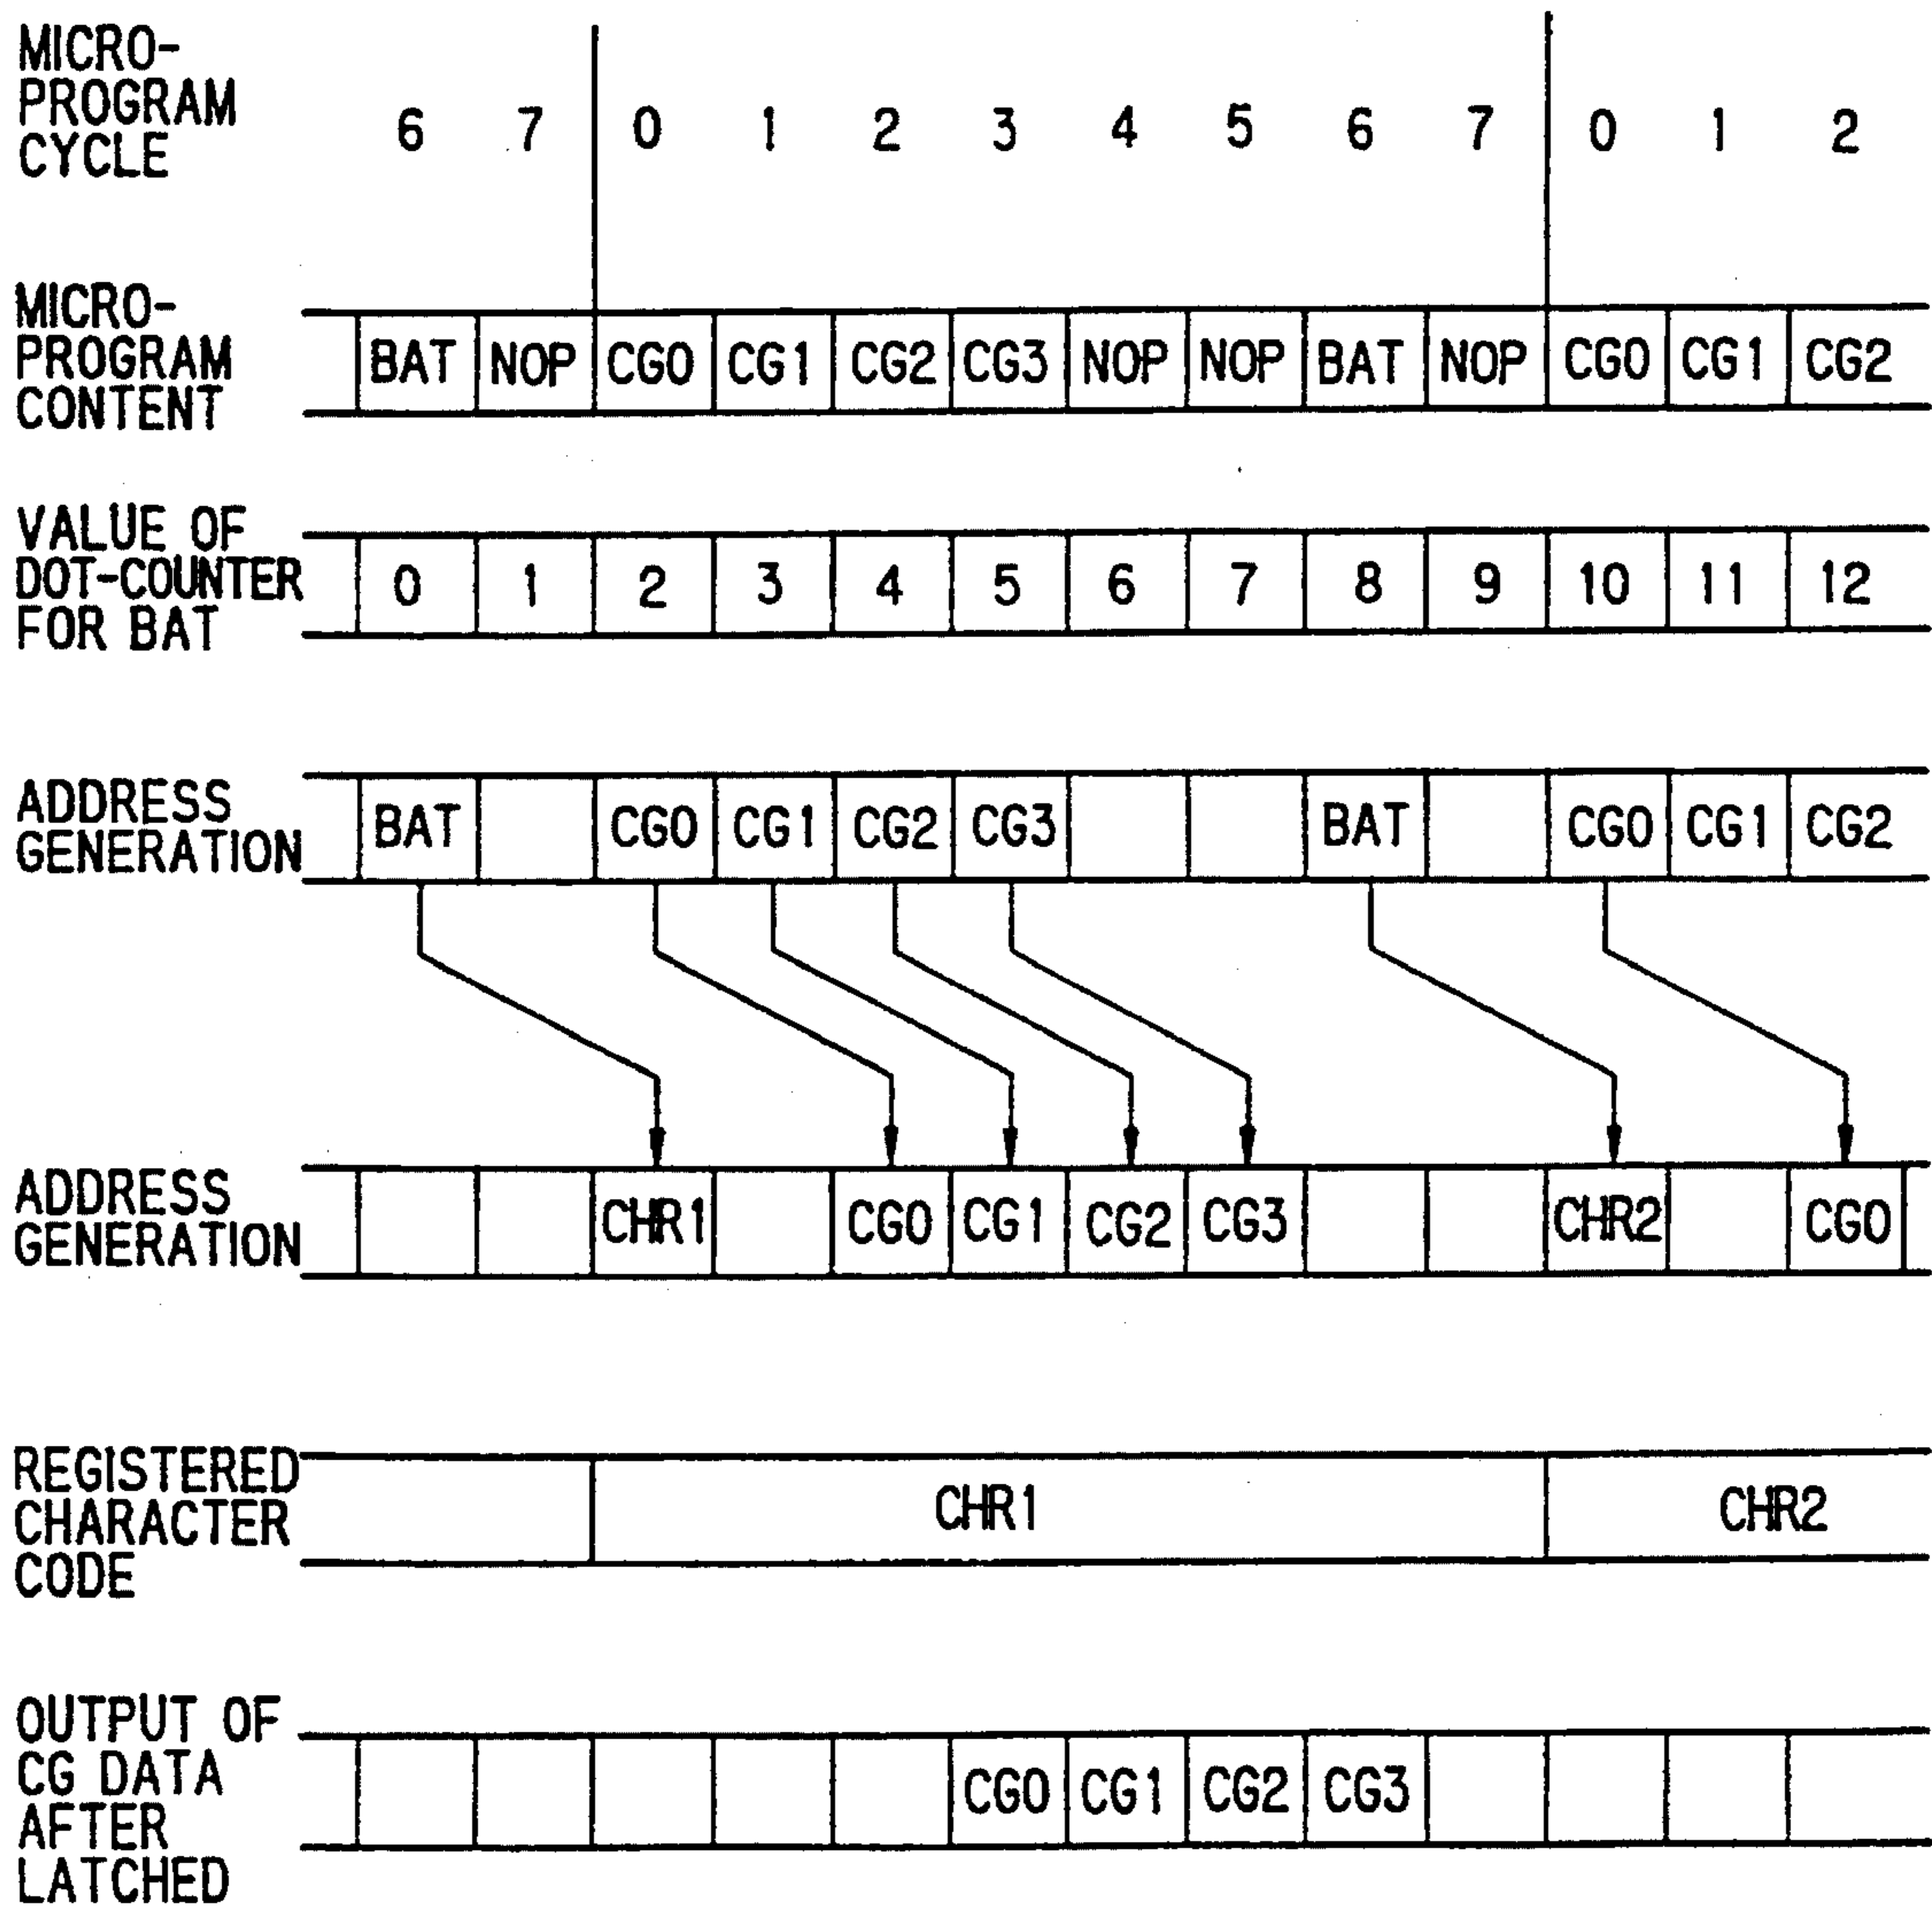 MICRO-
PROGRAM
CYCLE
6 7 0 1 2 3 4 5 6 7 0 1 2
MICRO-
PROGRAM
CONTENT
BAT NOP CG0 CG1 CG2 CG3 NOP NOP BAT NOP CG0 CG1 CG2
VALUE OF
DOT-COUNTER
FOR BAT
0 1 2 3 4 5 6 7 8 9 10 11 12
ADDRESS
GENERATION
BAT CG0 CG1 CG2 CG3 BAT CG0 CG1 CG2
ADDRESS
GENERATION
CHR1 CG0 CG1 CG2 CG3 CHR2 CG0
REGISTERED
CHARACTER
CODE
CHR1 CHR2
OUTPUT OF
CG DATA
AFTER
LATCHED
CG0 CG1 CG2 CG3